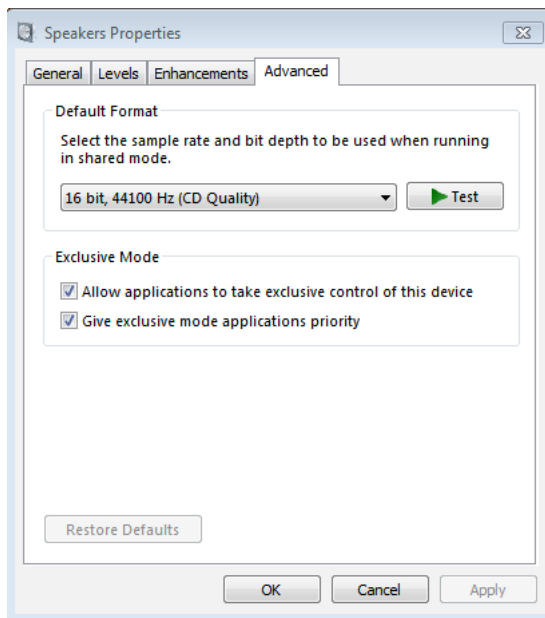 Speakers Properties
General Levels Enhancements Advanced
Default Format
Select the sample rate and bit depth to be used when running
in shared mode.
16 bit, 44100 Hz (CD Quality) Test
Exclusive Mode
Allow applications to take exclusive control of this device
Give exclusive mode applications priority
Restore Defaults
OK Cancel Apply